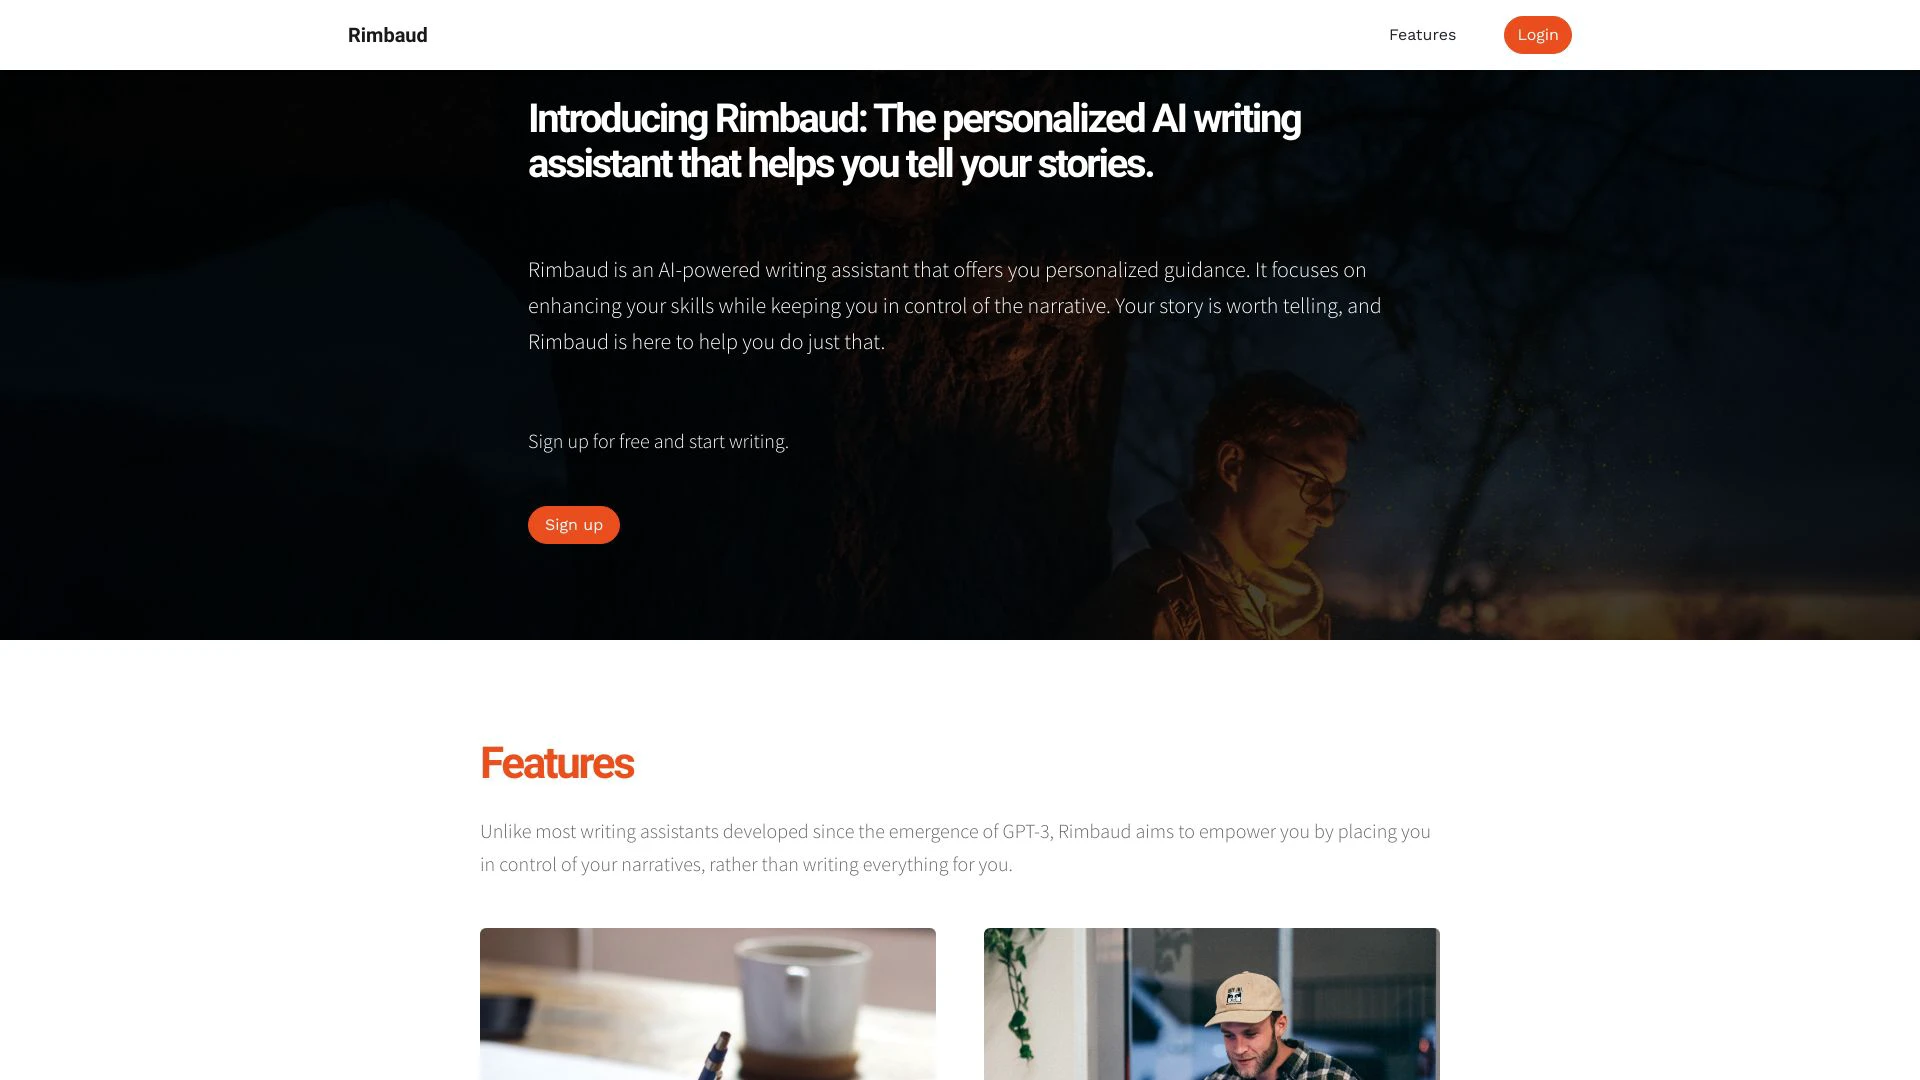 Rimbaud
Features
Login
Introducing Rimbaud: The personalized AI writing
assistant that helps you tell your stories.
Rimbaud is an AI-powered writing assistant that offers you personalized guidance. It focuses on
enhancing your skills while keeping you in control of the narrative. Your story is worth telling, and
Rimbaud is here to help you do just that.
Sign up for free and start writing.
Sign up
Features
Unlike most writing assistants developed since the emergence of GPT-3, Rimbaud aims to empower you by placing you
in control of your narratives, rather than writing everything for you.